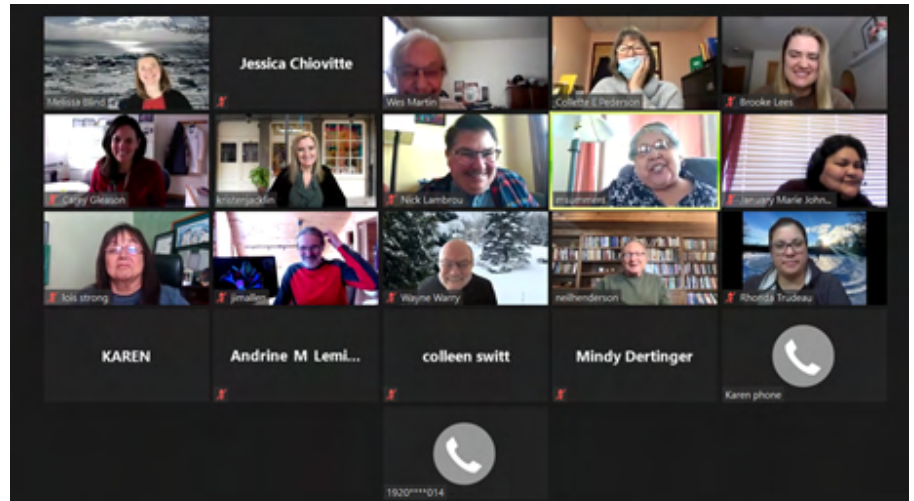 Melissa Blind
Jessica Chiovitte
Wes Martin
Collette L Pederson
Brooke Lees
Carey Gleason
kristenjacklin
Nick Lambrou
msummers
January Marie John...
lois strong
jimallen
Wayne Warry
neilhenderson
Rhonda Trudeau
KAREN
Andrine M Lemi...
colleen switt
Mindy Dertinger
Karen phone
1920****014